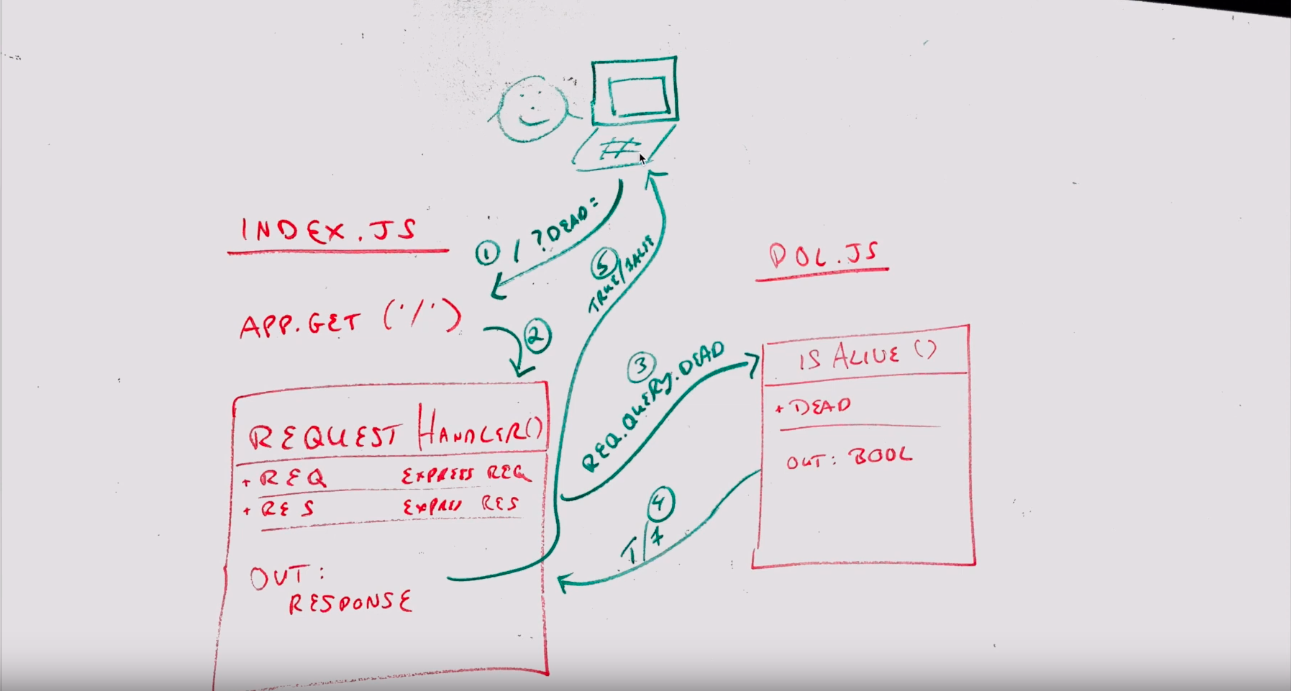 INDEX.JS
APP.GET ('/')
REQUEST HANDLER()
+ REQ EXPRESS REQ
+ RES EXPRESS RES
OUT:
RESPONSE
① / ?DEAD=
②
③
REQ.QUERY.DEAD
④
T/F
⑤
TRUE/FALSE
DOL.JS
IS ALIVE ()
+ DEAD
OUT: BOOL